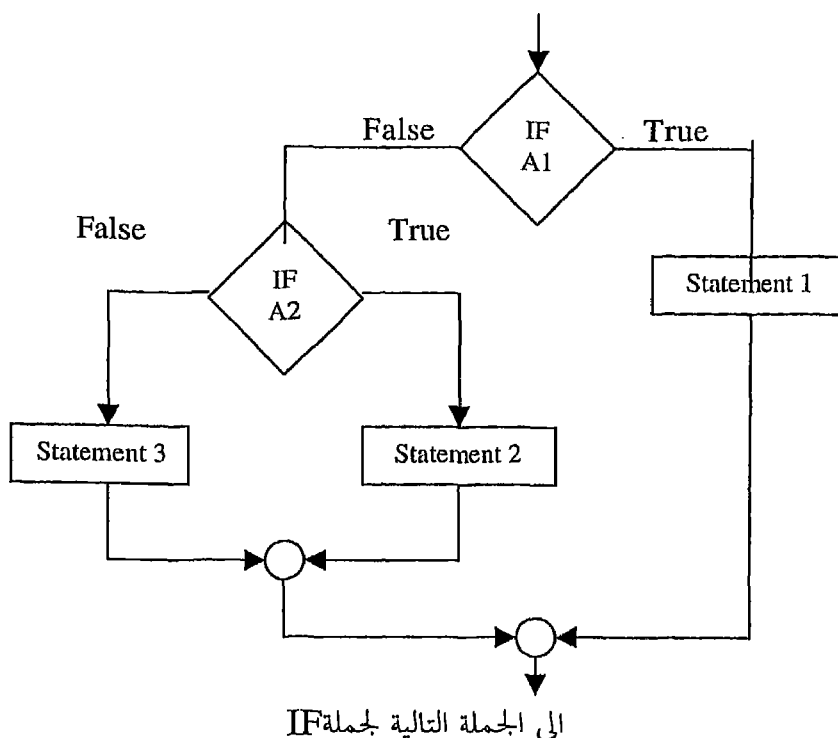 False
IF
A1
True
False
IF
A2
True
Statement 1
Statement 3
Statement 2
الى الجملة التالية لجملة IF